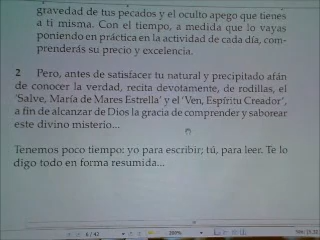 gravedad de tus pecados y el oculto apego que tienes
a ti misma. Con el tiempo, a medida que lo vayas
poniendo en práctica en la actividad de cada día, com-
prenderás su precio y excelencia.
2 Pero, antes de satisfacer tu natural y precipitado afán
de conocer la verdad, recita devotamente, de rodillas, el
‘Salve, María de Mares Estrella’ y el ‘Ven, Espíritu Creador’,
a fin de alcanzar de Dios la gracia de comprender y saborear
este divino misterio...
Tenemos poco tiempo: yo para escribir; tú, para leer. Te lo
digo todo en forma resumida...
6 / 42
200%